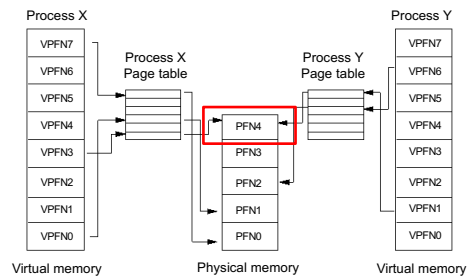 Process X
Process Y
VPFN7
VPFN6
VPFN5
VPFN4
VPFN3
VPFN2
VPFN1
VPFN0
Process X
Page table
PFN4
PFN3
PFN2
PFN1
PFN0
Process Y
Page table
VPFN7
VPFN6
VPFN5
VPFN4
VPFN3
VPFN2
VPFN1
VPFN0
Virtual memory
Physical memory
Virtual memory